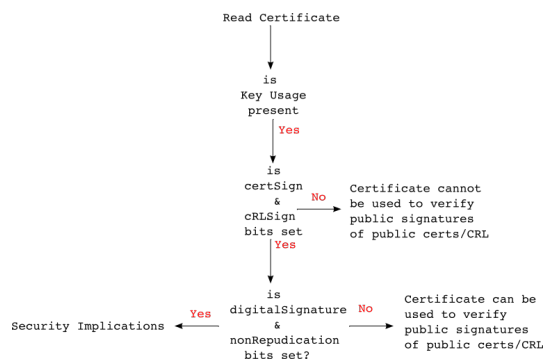 Read Certificate
is
Key Usage
present
Yes
is
certSign
&
cRLSign
bits set
No
Certificate cannot
be used to verify
public signatures
of public certs/CRL
Yes
is
digitalSignature
&
nonRepudication
bits set?
Yes
Security Implications
No
Certificate can be
used to verify
public signatures
of public certs/CRL